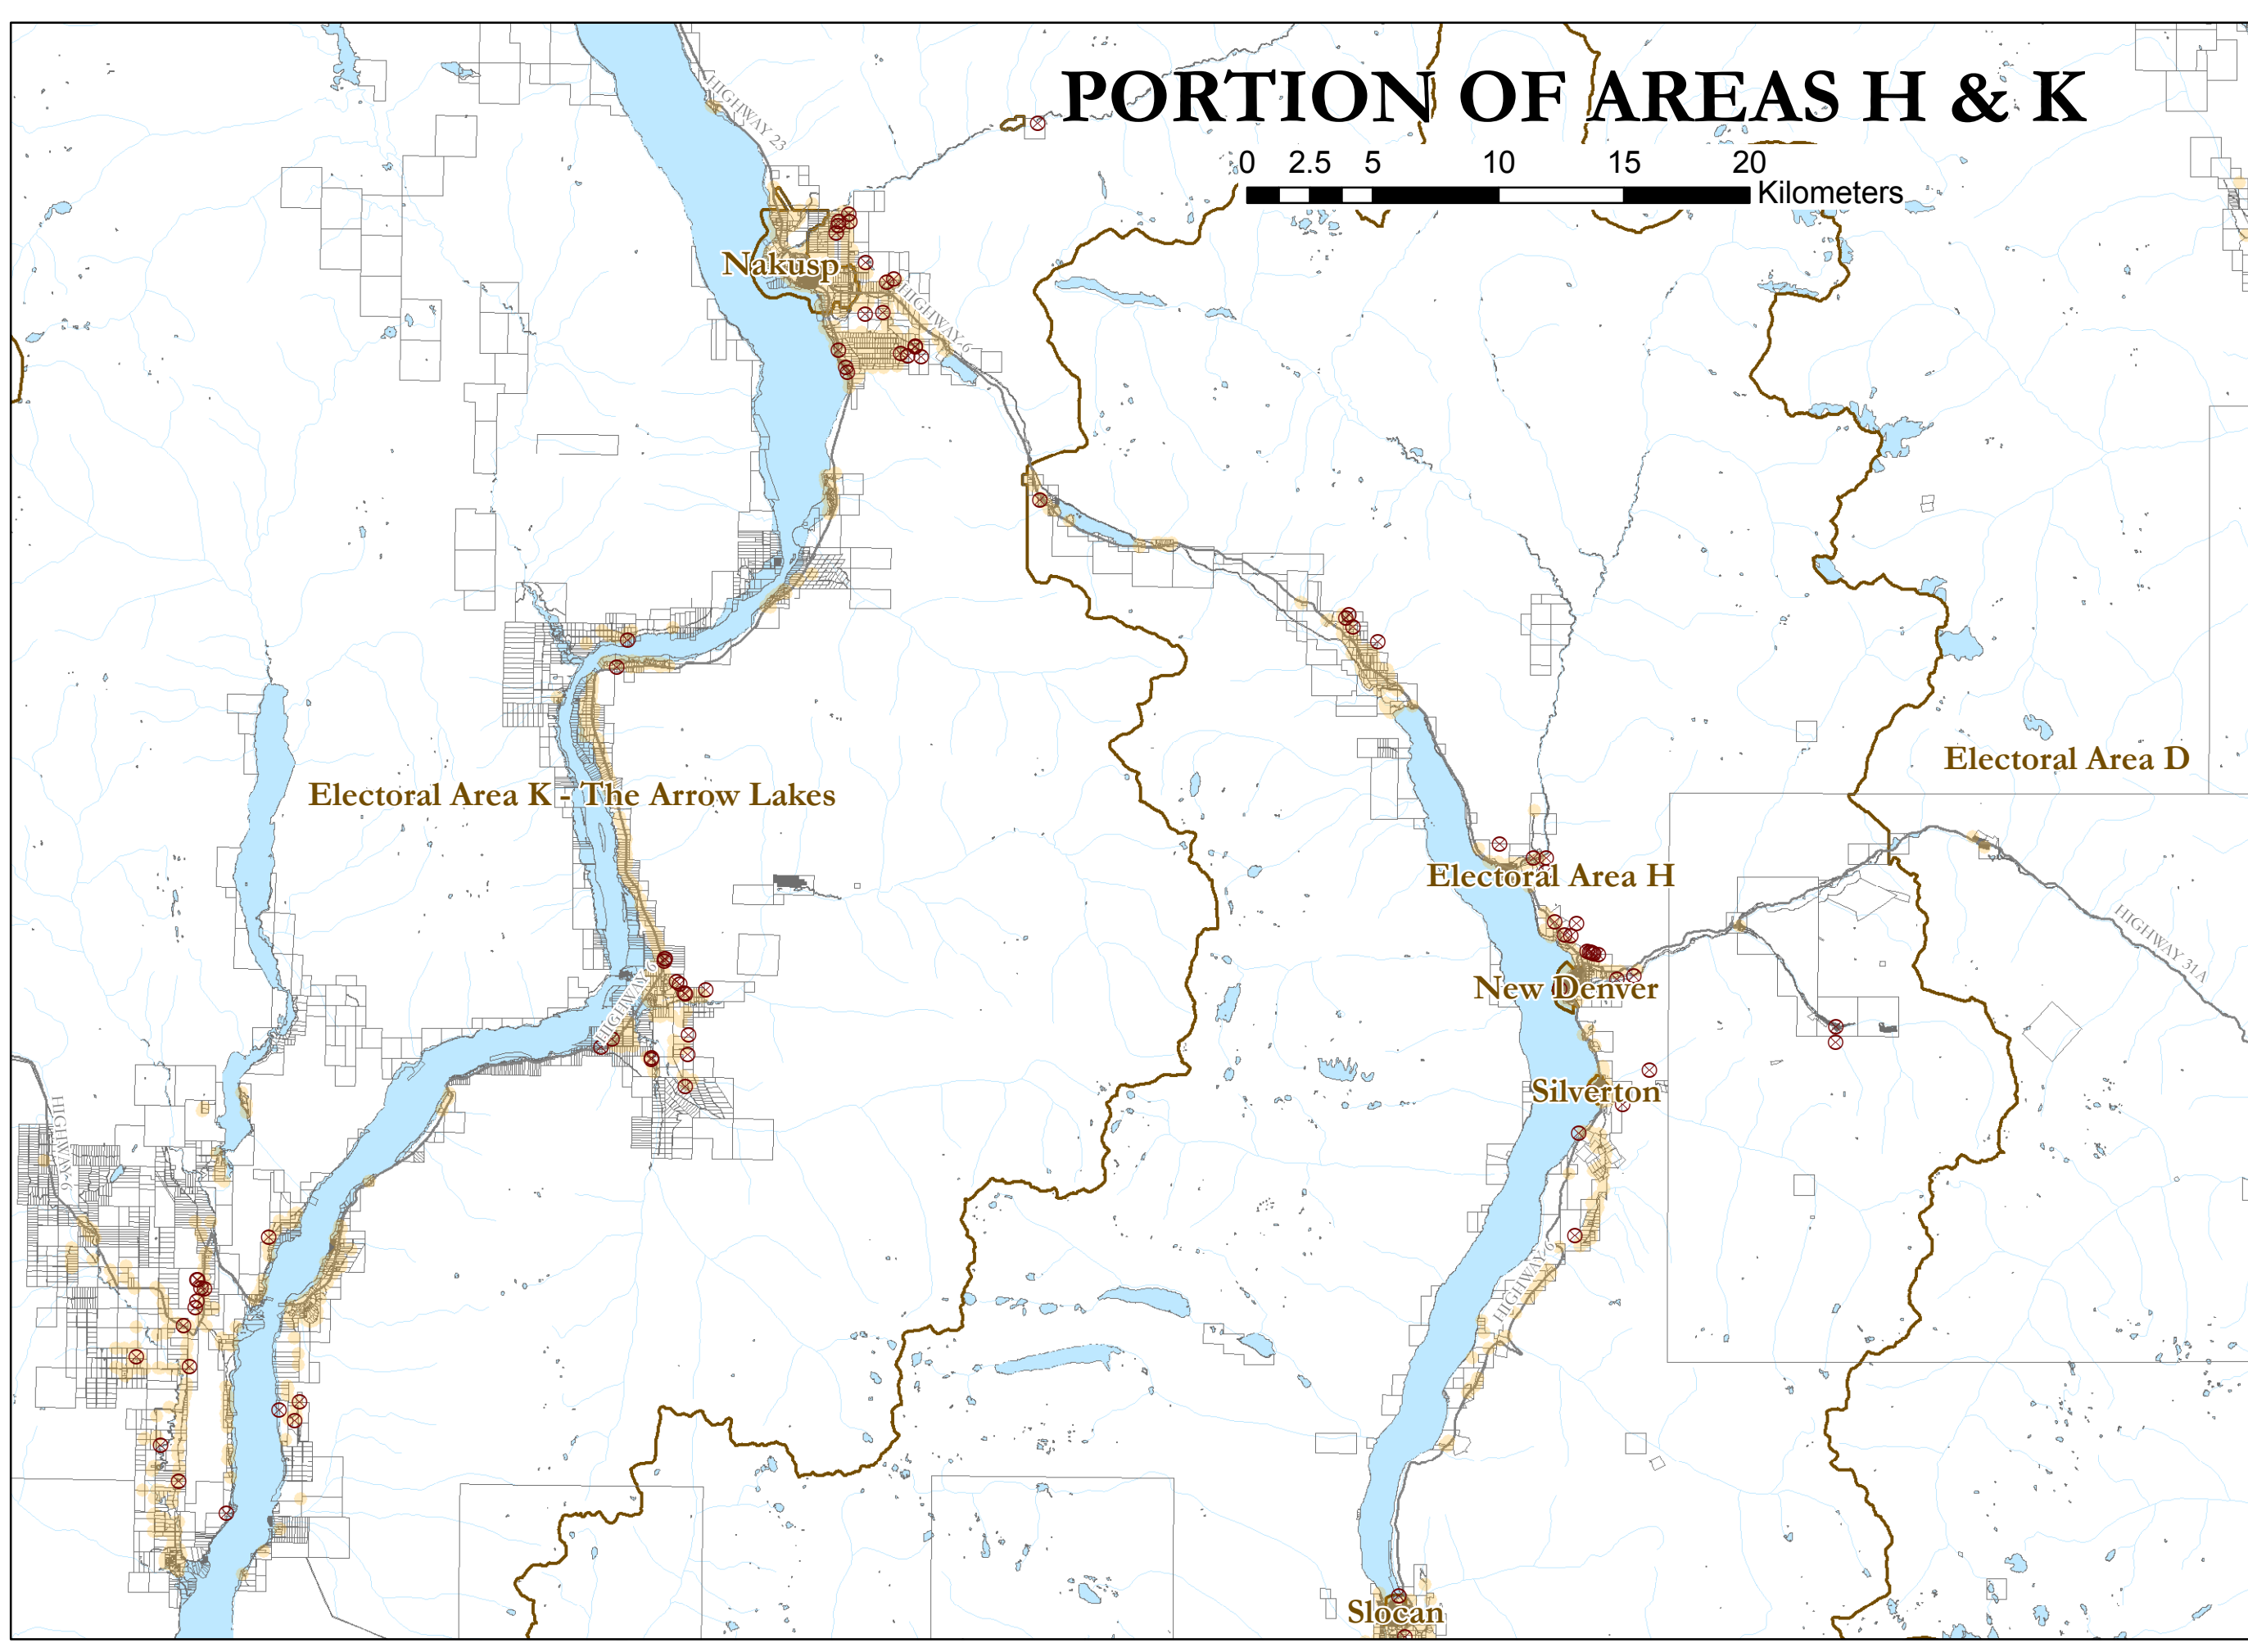 PORTION OF AREAS H & K
0 2.5 5 10 15 20
Kilometers
HIGHWAY 23
Nakusp
HIGHWAY 6
Electoral Area D
Electoral Area K - The Arrow Lakes
Electoral Area H
HIGHWAY 31A
HIGHWAY 6
New Denver
Silverton
HIGHWAY 6
HIGHWAY 6
Slocan